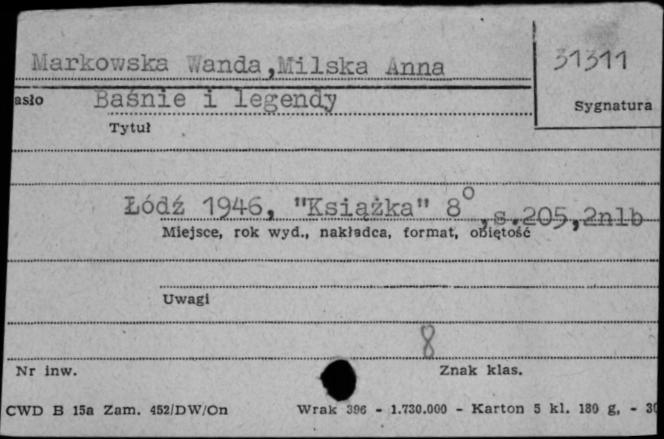 Markowska Wanda,Milska Anna
31311
asło
Baśnie i legendy
Sygnatura
Tytuł
Łódź 1946, "Książka" 8°,s.205,2nlb
Miejsce, rok wyd., nakładca, format, objętość
Uwagi
8
Nr inw.
Znak klas.
CWD B 15a Zam. 452/DW/On Wrak 396 - 1.730.000 - Karton 5 kl. 180 g, - 30